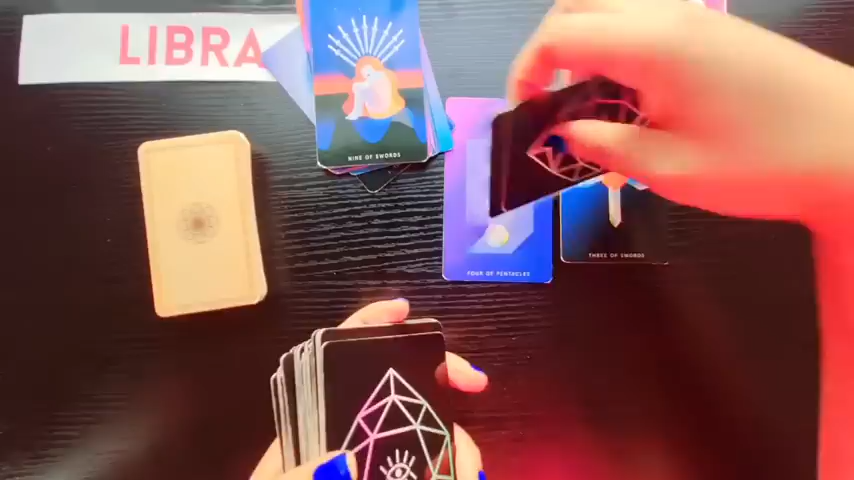 LIBRA
NINE OF SWORDS
FOUR OF PENTACLES
THREE OF SWORDS